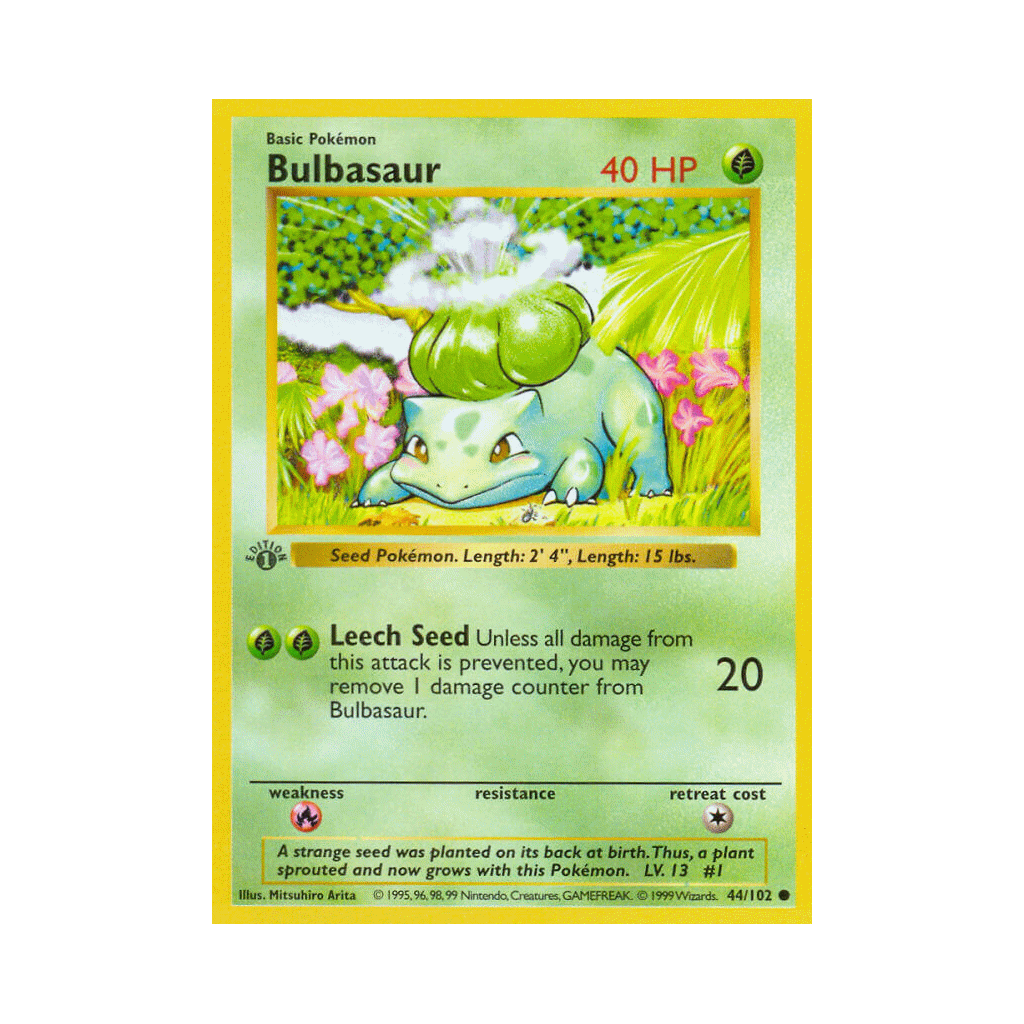 Basic Pokémon
Bulbasaur 40 HP
EDITION 1
Seed Pokémon. Length: 2' 4", Length: 15 lbs.
Leech Seed Unless all damage from
this attack is prevented, you may
remove 1 damage counter from
Bulbasaur.
20
weakness resistance retreat cost
A strange seed was planted on its back at birth. Thus, a plant
sprouted and now grows with this Pokémon. LV. 13 #1
Illus. Mitsuhiro Arita © 1995, 96, 98, 99 Nintendo, Creatures, GAMEFREAK. © 1999 Wizards. 44/102